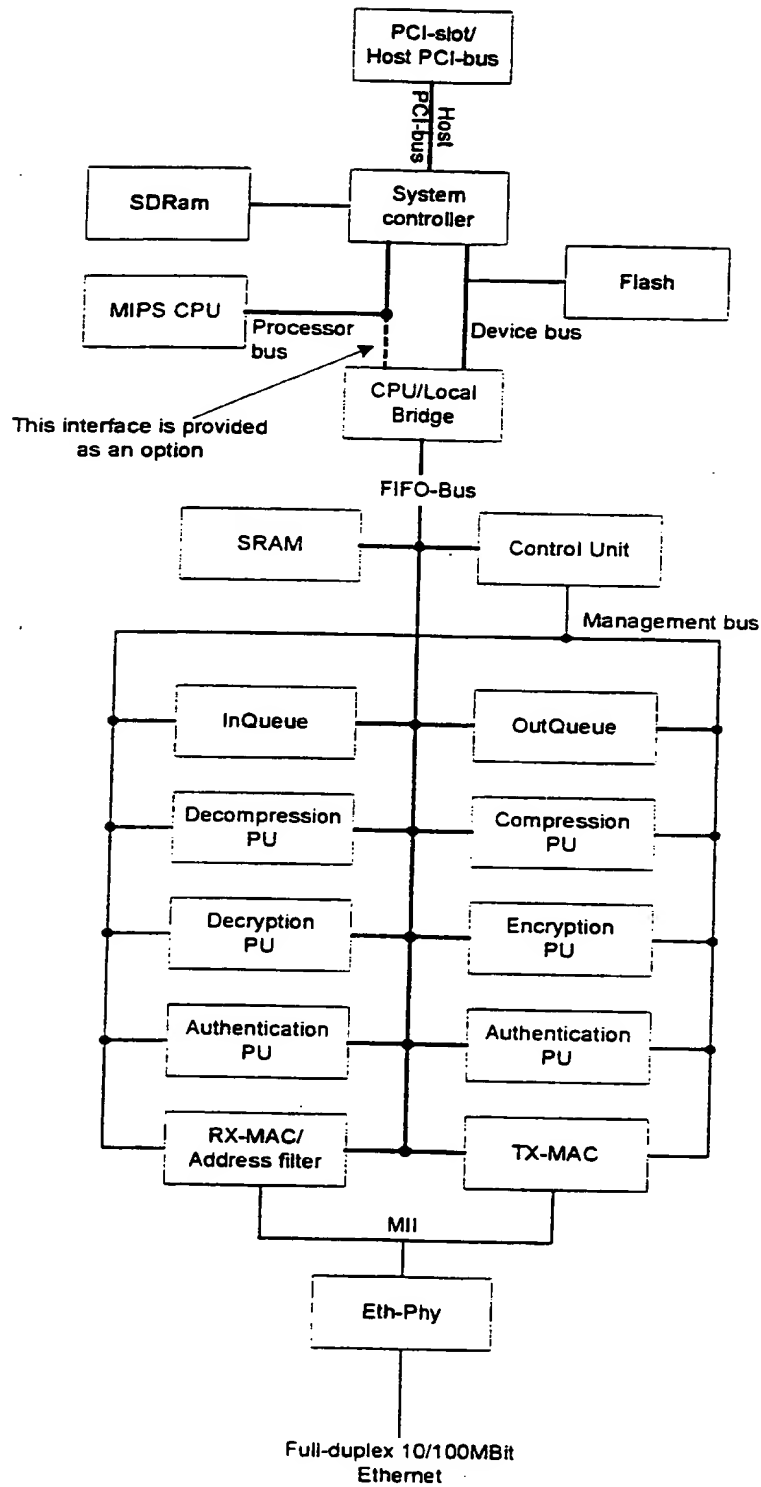 PCI-slot/
Host PCI-bus
Host
PCI-bus
SDRam
System
controller
MIPS CPU
Flash
Processor
bus
Device bus
CPU/Local
Bridge
This interface is provided
as an option
FIFO-Bus
SRAM
Control Unit
Management bus
InQueue
OutQueue
Decompression
PU
Compression
PU
Decryption
PU
Encryption
PU
Authentication
PU
Authentication
PU
RX-MAC/
Address filter
TX-MAC
MII
Eth-Phy
Full-duplex 10/100MBit
Ethernet